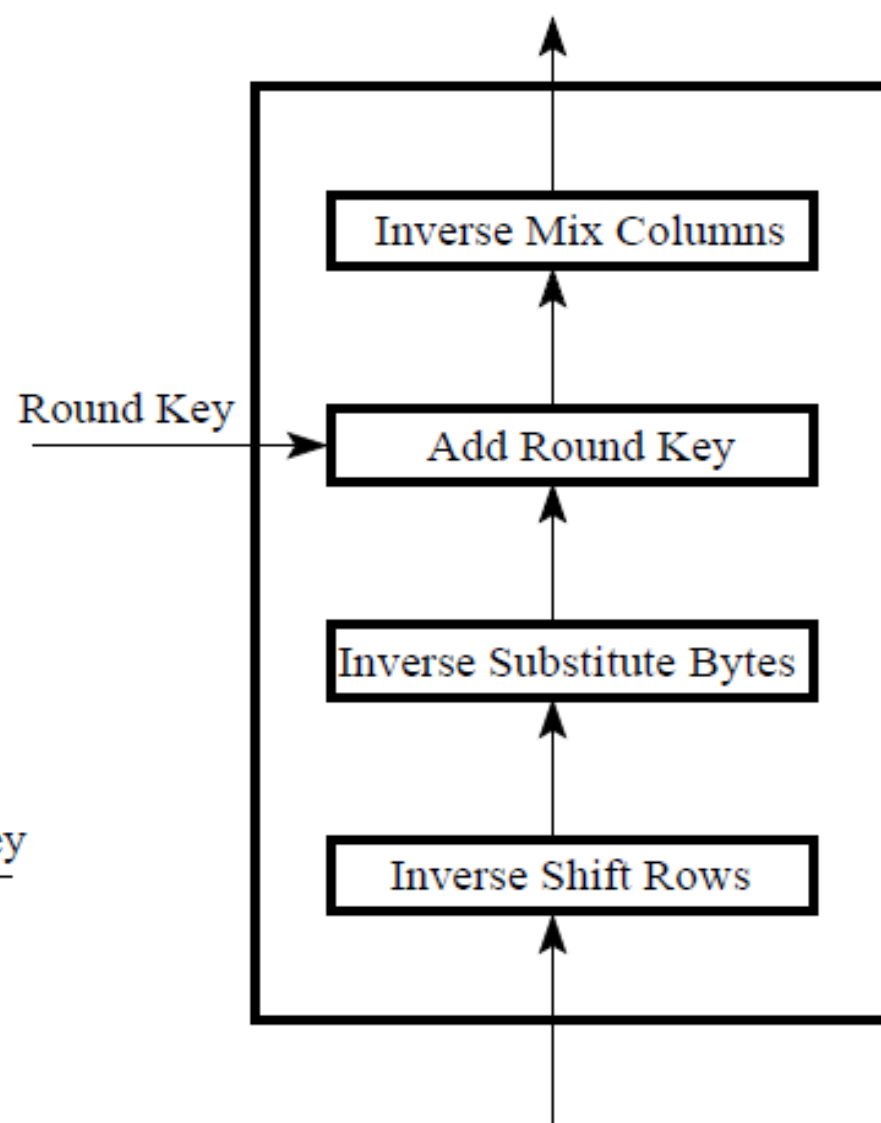 Inverse Mix Columns
Round Key
Add Round Key
Inverse Substitute Bytes
Inverse Shift Rows